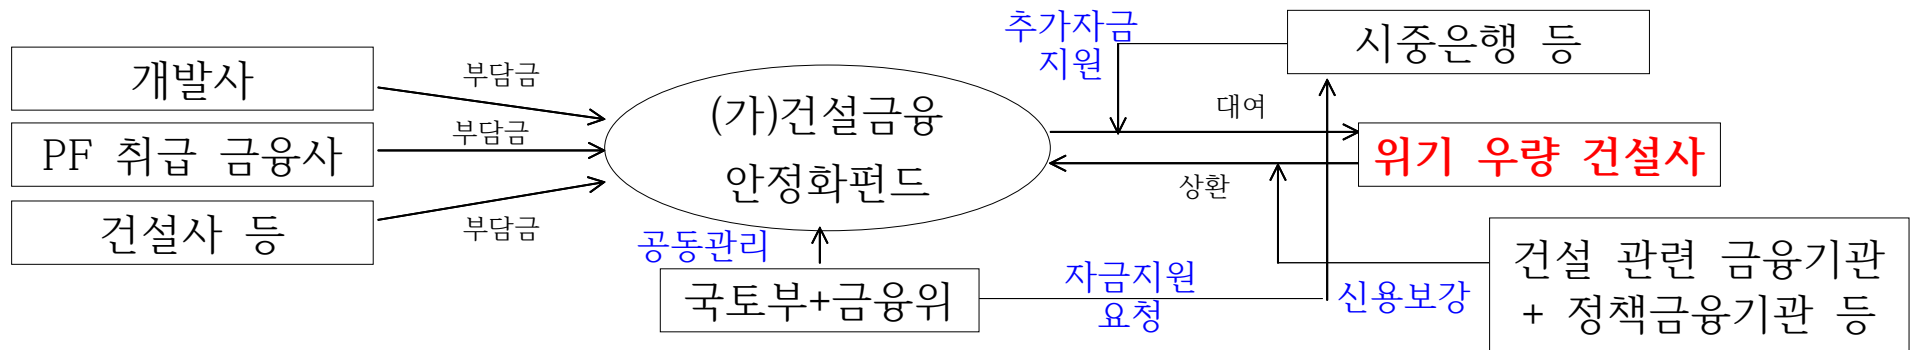 개발사
PF 취급 금융사
건설사 등
부담금
부담금
부담금
(가)건설금융
안정화펀드
공동관리
국토부+금융위
추가자금
지원
시중은행 등
대여
위기 우량 건설사
상환
자금지원
요청
신용보강
건설 관련 금융기관
+ 정책금융기관 등